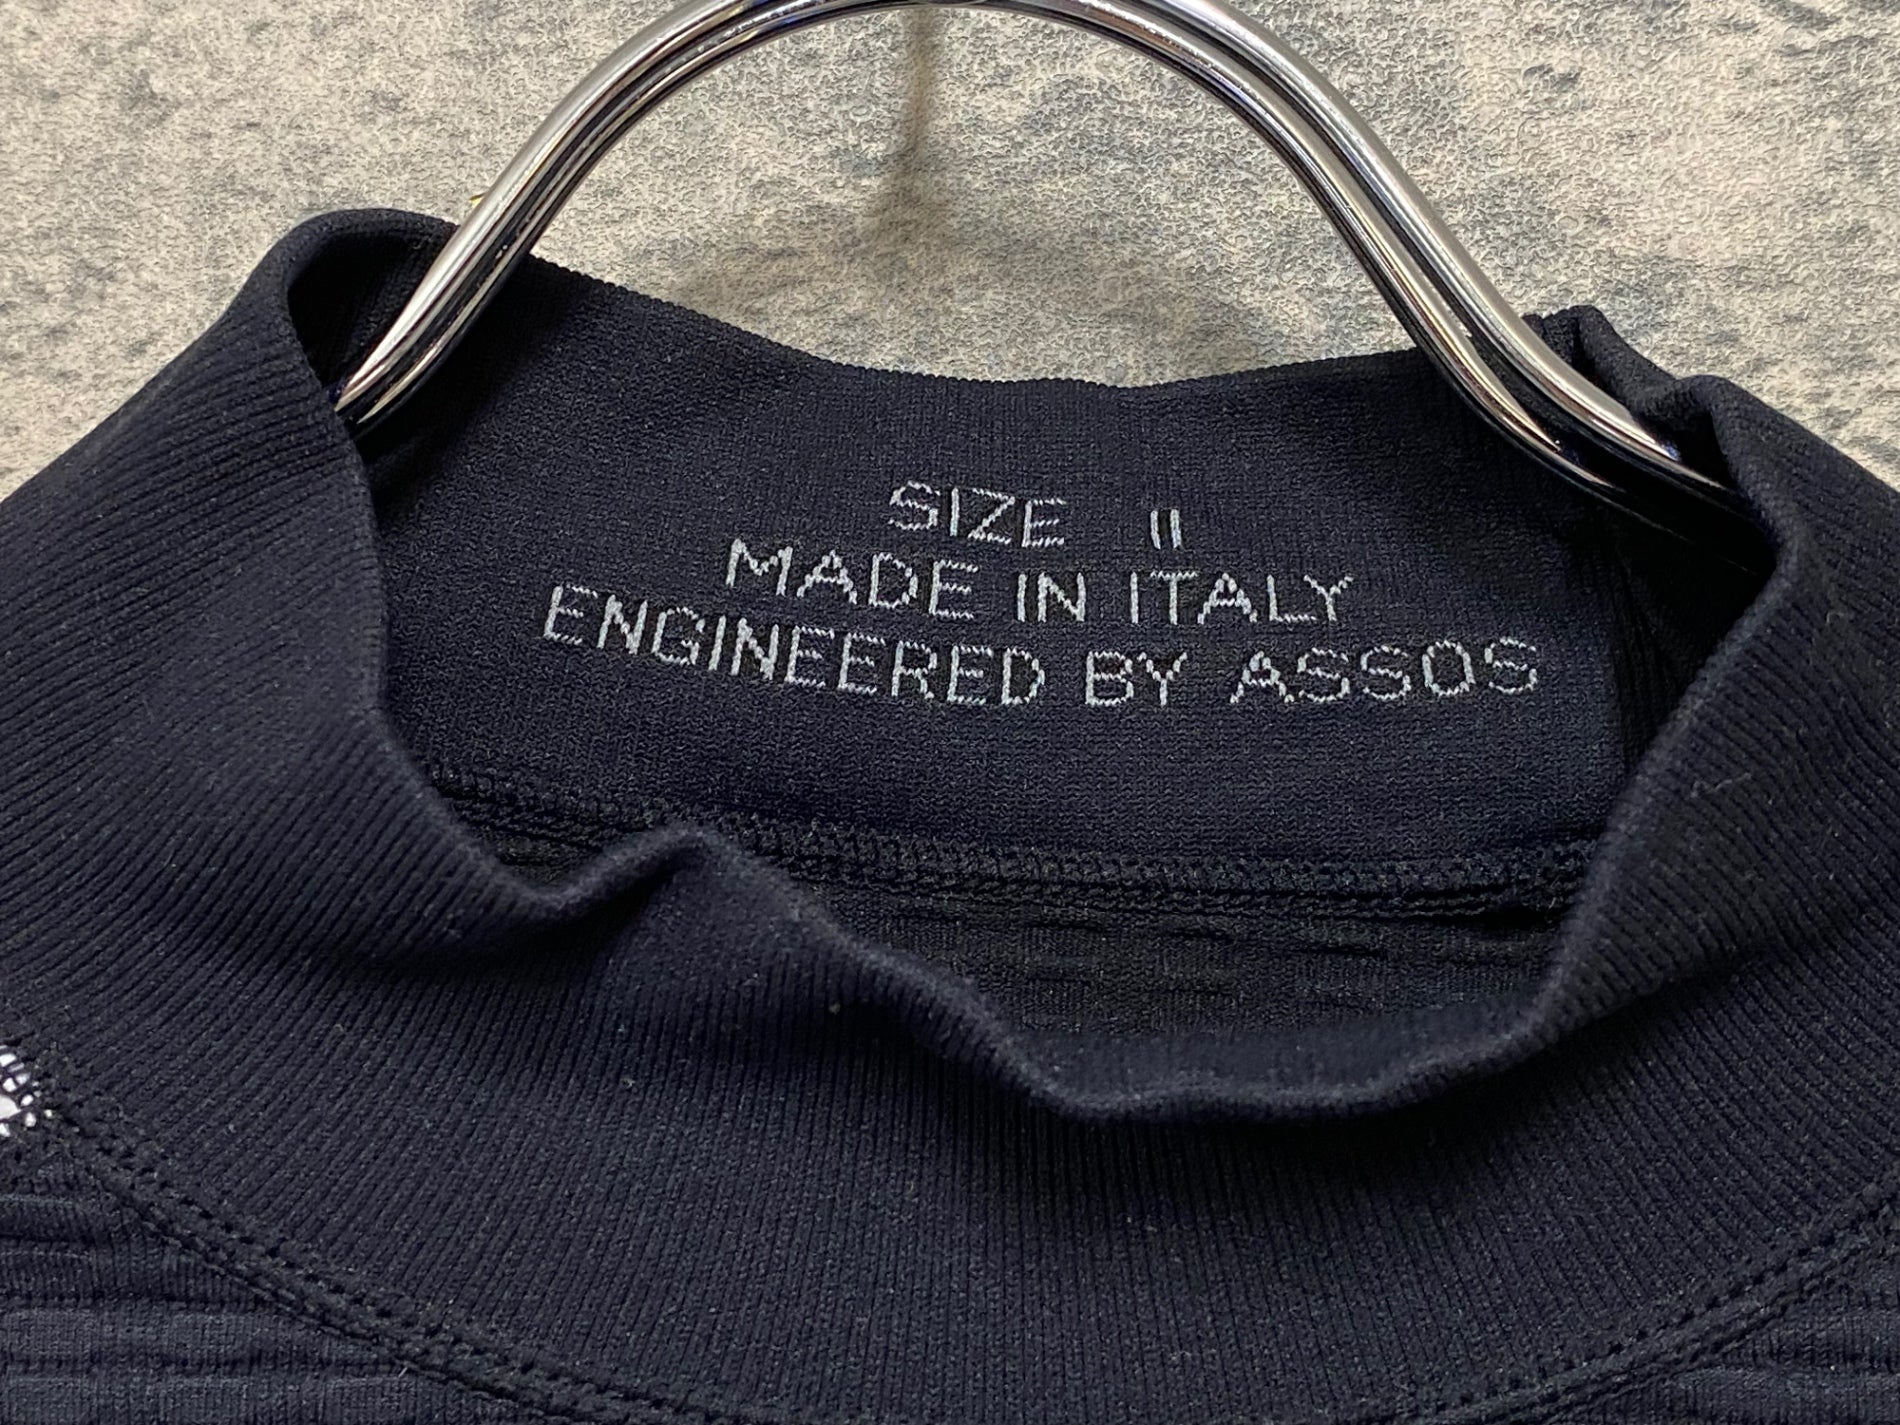 SIZE II
MADE IN ITALY
ENGINEERED BY ASSOS